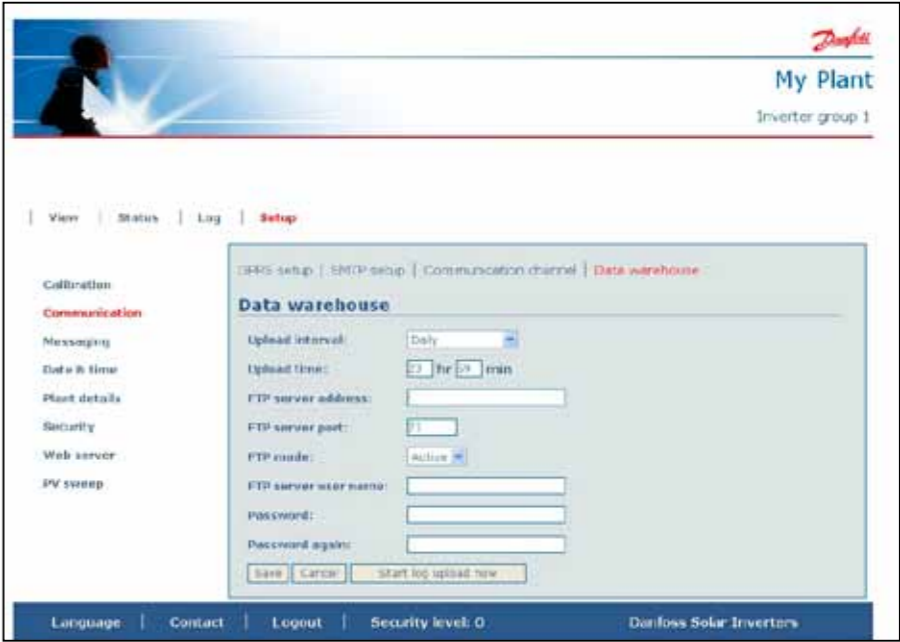 Danfoss
My Plant
Inverter group 1
View | Status | Log | Setup
GPRS setup | SMTP setup | Communication channel | Data warehouse
Calibration
Communication
Messaging
Date & time
Plant details
Security
Web server
PV sweep
Data warehouse
Upload interval: Daily
Upload time: 23 hr 59 min
FTP server address:
FTP server port:
FTP mode: Active
FTP server user name:
Password:
Password again:
Save Cancel Start log upload now
Language | Contact | Logout | Security level: 0 Danfoss Solar Inverters